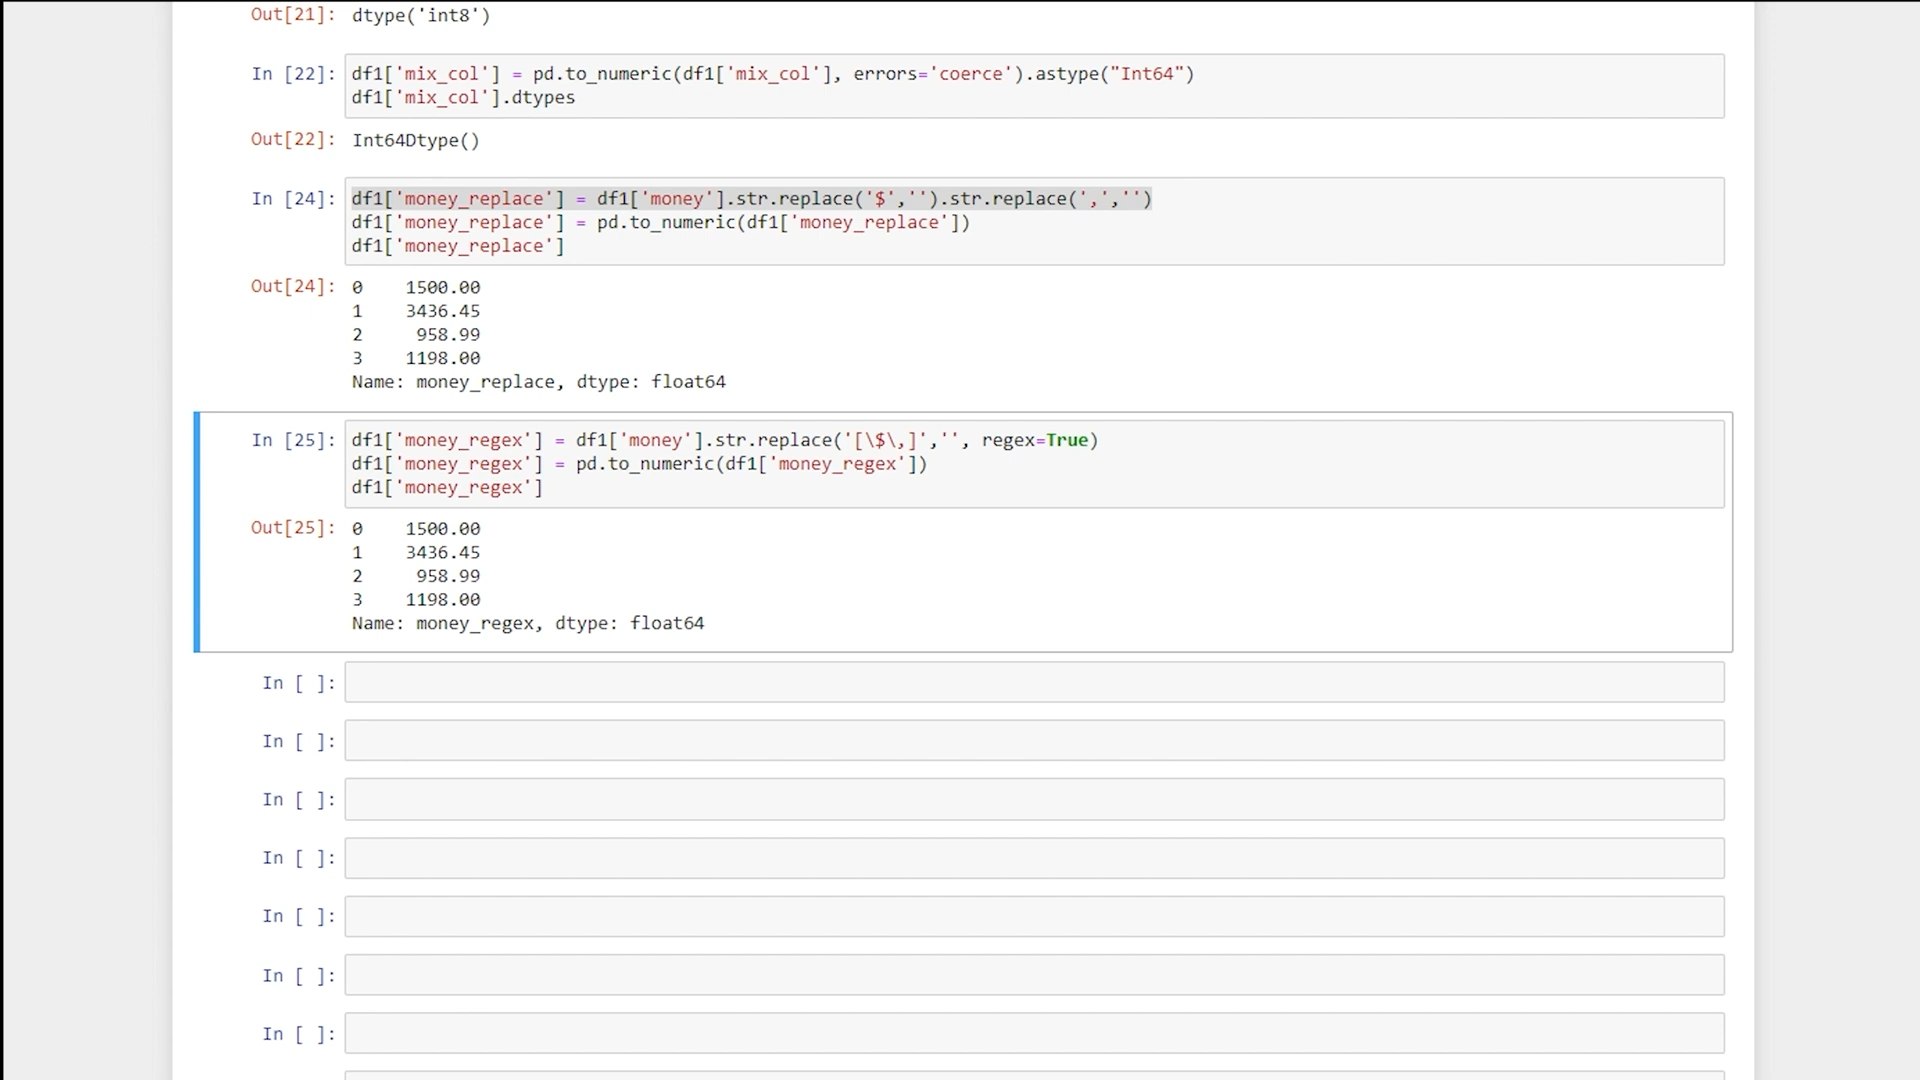 Out[21]: dtype('int8')
In [22]: df1['mix_col'] = pd.to_numeric(df1['mix_col'], errors='coerce').astype("Int64")
df1['mix_col'].dtypes
Out[22]: Int64Dtype()
In [24]: df1['money_replace'] = df1['money'].str.replace('$','').str.replace(',','')
df1['money_replace'] = pd.to_numeric(df1['money_replace'])
df1['money_replace']
Out[24]: 0    1500.00
1    3436.45
2     958.99
3    1198.00
Name: money_replace, dtype: float64
In [25]: df1['money_regex'] = df1['money'].str.replace('[\$\,]','', regex=True)
df1['money_regex'] = pd.to_numeric(df1['money_regex'])
df1['money_regex']
Out[25]: 0    1500.00
1    3436.45
2     958.99
3    1198.00
Name: money_regex, dtype: float64
In [ ]:
In [ ]:
In [ ]:
In [ ]:
In [ ]:
In [ ]:
In [ ]: